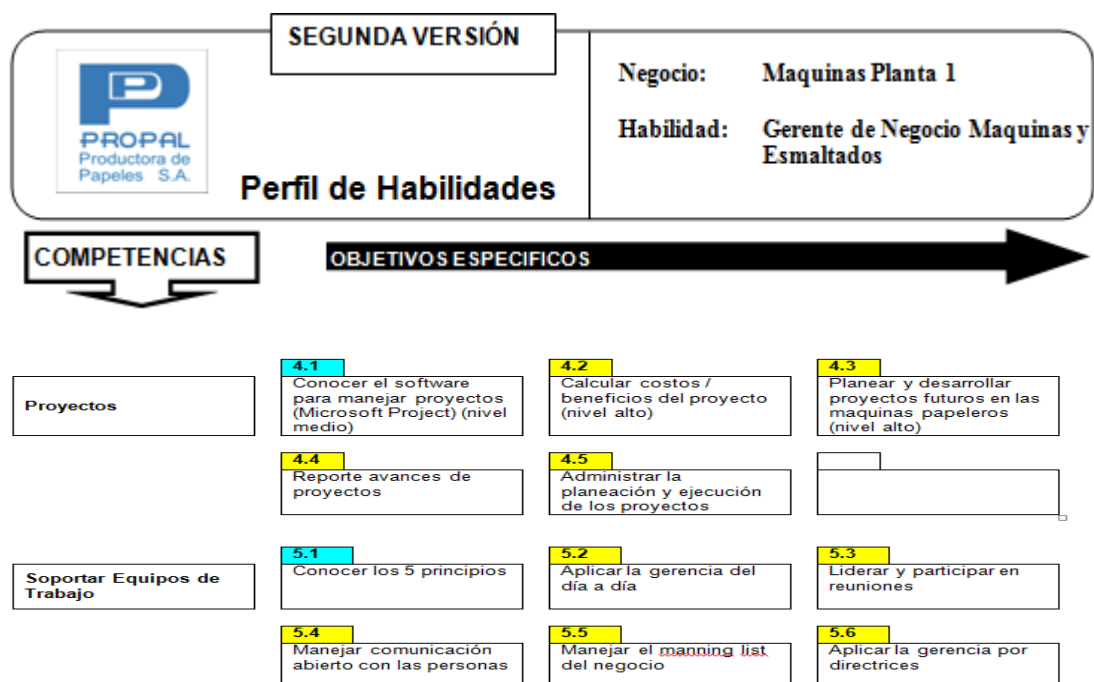 SEGUNDA VERSIÓN
PROPAL
Productora de
Papeles S.A.
Perfil de Habilidades
Negocio: Maquinas Planta 1
Habilidad: Gerente de Negocio Maquinas y
Esmaltados
COMPETENCIAS
OBJETIVOS ESPECIFICOS
Proyectos
4.1
Conocer el software
para manejar proyectos
(Microsoft Project) (nivel
medio)
4.2
Calcular costos /
beneficios del proyecto
(nivel alto)
4.3
Planear y desarrollar
proyectos futuros en las
maquinas papeleros
(nivel alto)
4.4
Reporte avances de
proyectos
4.5
Administrar la
planeación y ejecución
de los proyectos
Soportar Equipos de
Trabajo
5.1
Conocer los 5 principios
5.2
Aplicar la gerencia del
día a día
5.3
Liderar y participar en
reuniones
5.4
Manejar comunicación
abierto con las personas
5.5
Manejar el manning list
del negocio
5.6
Aplicar la gerencia por
directrices